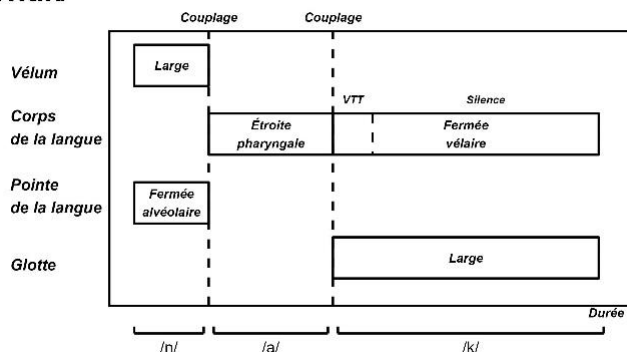 Couplage Couplage
Vélum
Large
VTT Silence
Corps
de la langue
Étroite
pharyngale
Fermée
vélaire
Pointe
de la langue
Fermée
alvéolaire
Glotte
Large
Durée
/n/ /a/ /k/